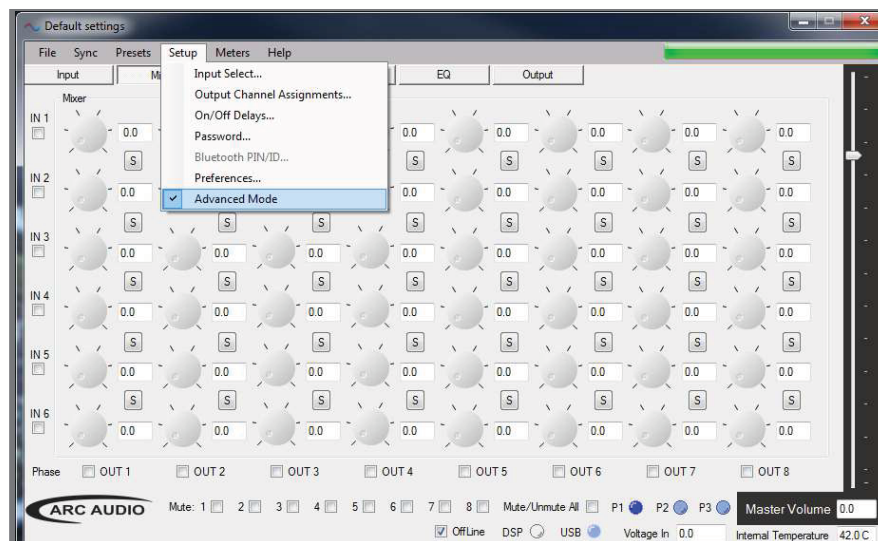 Default settings
File Sync Presets Setup Meters Help
Input Mi EQ Output
Input Select...
Output Channel Assignments...
On/Off Delays...
Password...
Bluetooth PIN/ID...
Preferences...
Advanced Mode
Mixer
IN 1 0.0 0.0 0.0 0.0 0.0 0.0
S S S S S
IN 2 0.0 0.0 0.0 0.0 0.0 0.0
S S S S S S S S
IN 3 0.0 0.0 0.0 0.0 0.0 0.0 0.0 0.0
S S S S S S S S
IN 4 0.0 0.0 0.0 0.0 0.0 0.0 0.0 0.0
S S S S S S S S
IN 5 0.0 0.0 0.0 0.0 0.0 0.0 0.0 0.0
S S S S S S S S
IN 6 0.0 0.0 0.0 0.0 0.0 0.0 0.0 0.0
Phase OUT 1 OUT 2 OUT 3 OUT 4 OUT 5 OUT 6 OUT 7 OUT 8
ARC AUDIO Mute: 1 2 3 4 5 6 7 8 Mute/Unmute All P1 P2 P3 Master Volume 0.0
OffLine DSP USB Voltage In 0.0 Internal Temperature 42.0 C